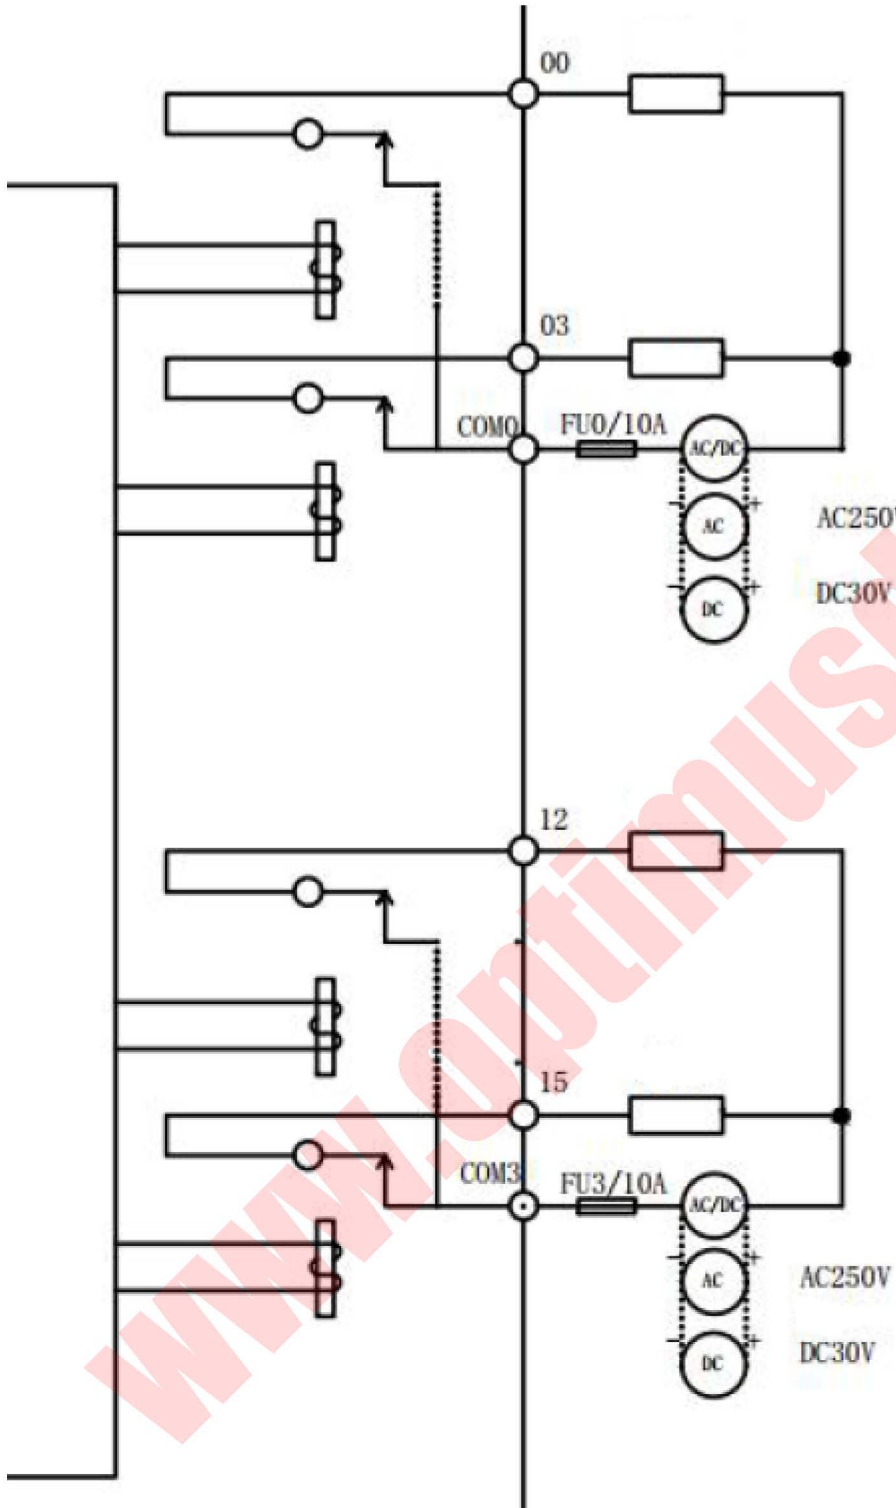 00
03
COM0
FU0/10A
AC/DC
- +
AC
AC250V
- +
DC
DC30V
12
15
COM3
FU3/10A
AC/DC
- +
AC
AC250V
- +
DC
DC30V
www.optimus